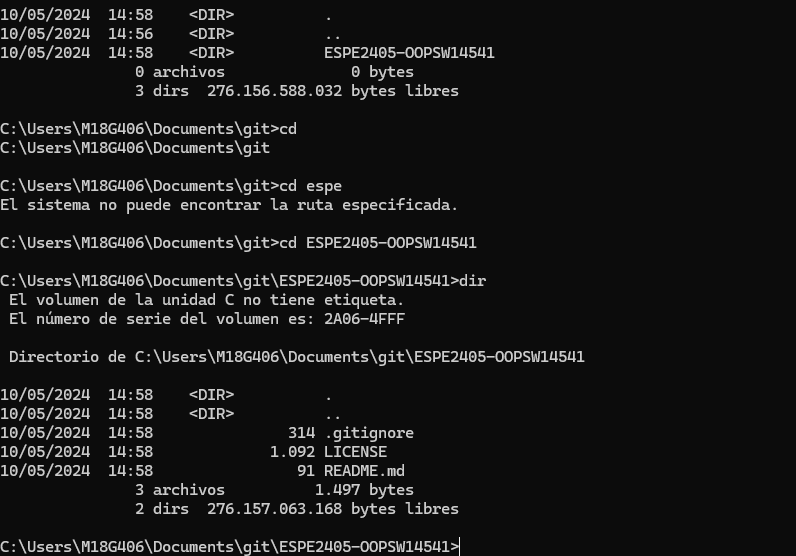 10/05/2024  14:58    <DIR>          .
10/05/2024  14:56    <DIR>          ..
10/05/2024  14:58    <DIR>          ESPE2405-OOPSW14541
               0 archivos              0 bytes
               3 dirs  276.156.588.032 bytes libres

C:\Users\M18G406\Documents\git>cd
C:\Users\M18G406\Documents\git

C:\Users\M18G406\Documents\git>cd espe
El sistema no puede encontrar la ruta especificada.

C:\Users\M18G406\Documents\git>cd ESPE2405-OOPSW14541

C:\Users\M18G406\Documents\git\ESPE2405-OOPSW14541>dir
 El volumen de la unidad C no tiene etiqueta.
 El número de serie del volumen es: 2A06-4FFF

 Directorio de C:\Users\M18G406\Documents\git\ESPE2405-OOPSW14541

10/05/2024  14:58    <DIR>          .
10/05/2024  14:58    <DIR>          ..
10/05/2024  14:58               314 .gitignore
10/05/2024  14:58             1.092 LICENSE
10/05/2024  14:58                91 README.md
               3 archivos          1.497 bytes
               2 dirs  276.157.063.168 bytes libres

C:\Users\M18G406\Documents\git\ESPE2405-OOPSW14541>